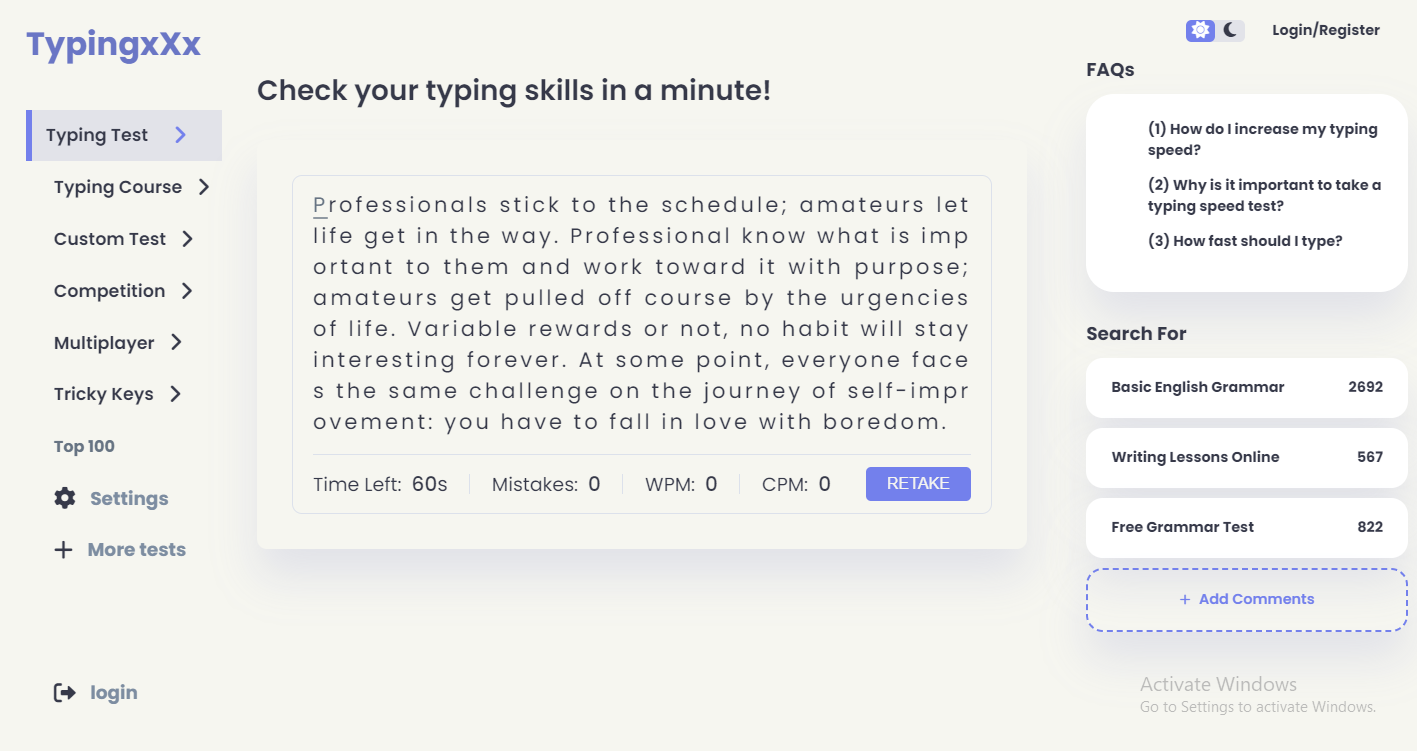 TypingxXx
Login/Register
Typing Test
Typing Course
Custom Test
Competition
Multiplayer
Tricky Keys
Top 100
Settings
More tests
login
Check your typing skills in a minute!
Professionals stick to the schedule; amateurs let
life get in the way. Professional know what is imp
ortant to them and work toward it with purpose;
amateurs get pulled off course by the urgencies
of life. Variable rewards or not, no habit will stay
interesting forever. At some point, everyone face
s the same challenge on the journey of self-impr
ovement: you have to fall in love with boredom.
Time Left: 60s
Mistakes: 0
WPM: 0
CPM: 0
RETAKE
FAQs
(1) How do I increase my typing
speed?
(2) Why is it important to take a
typing speed test?
(3) How fast should I type?
Search For
Basic English Grammar 2692
Writing Lessons Online 567
Free Grammar Test 822
+ Add Comments
Activate Windows
Go to Settings to activate Windows.